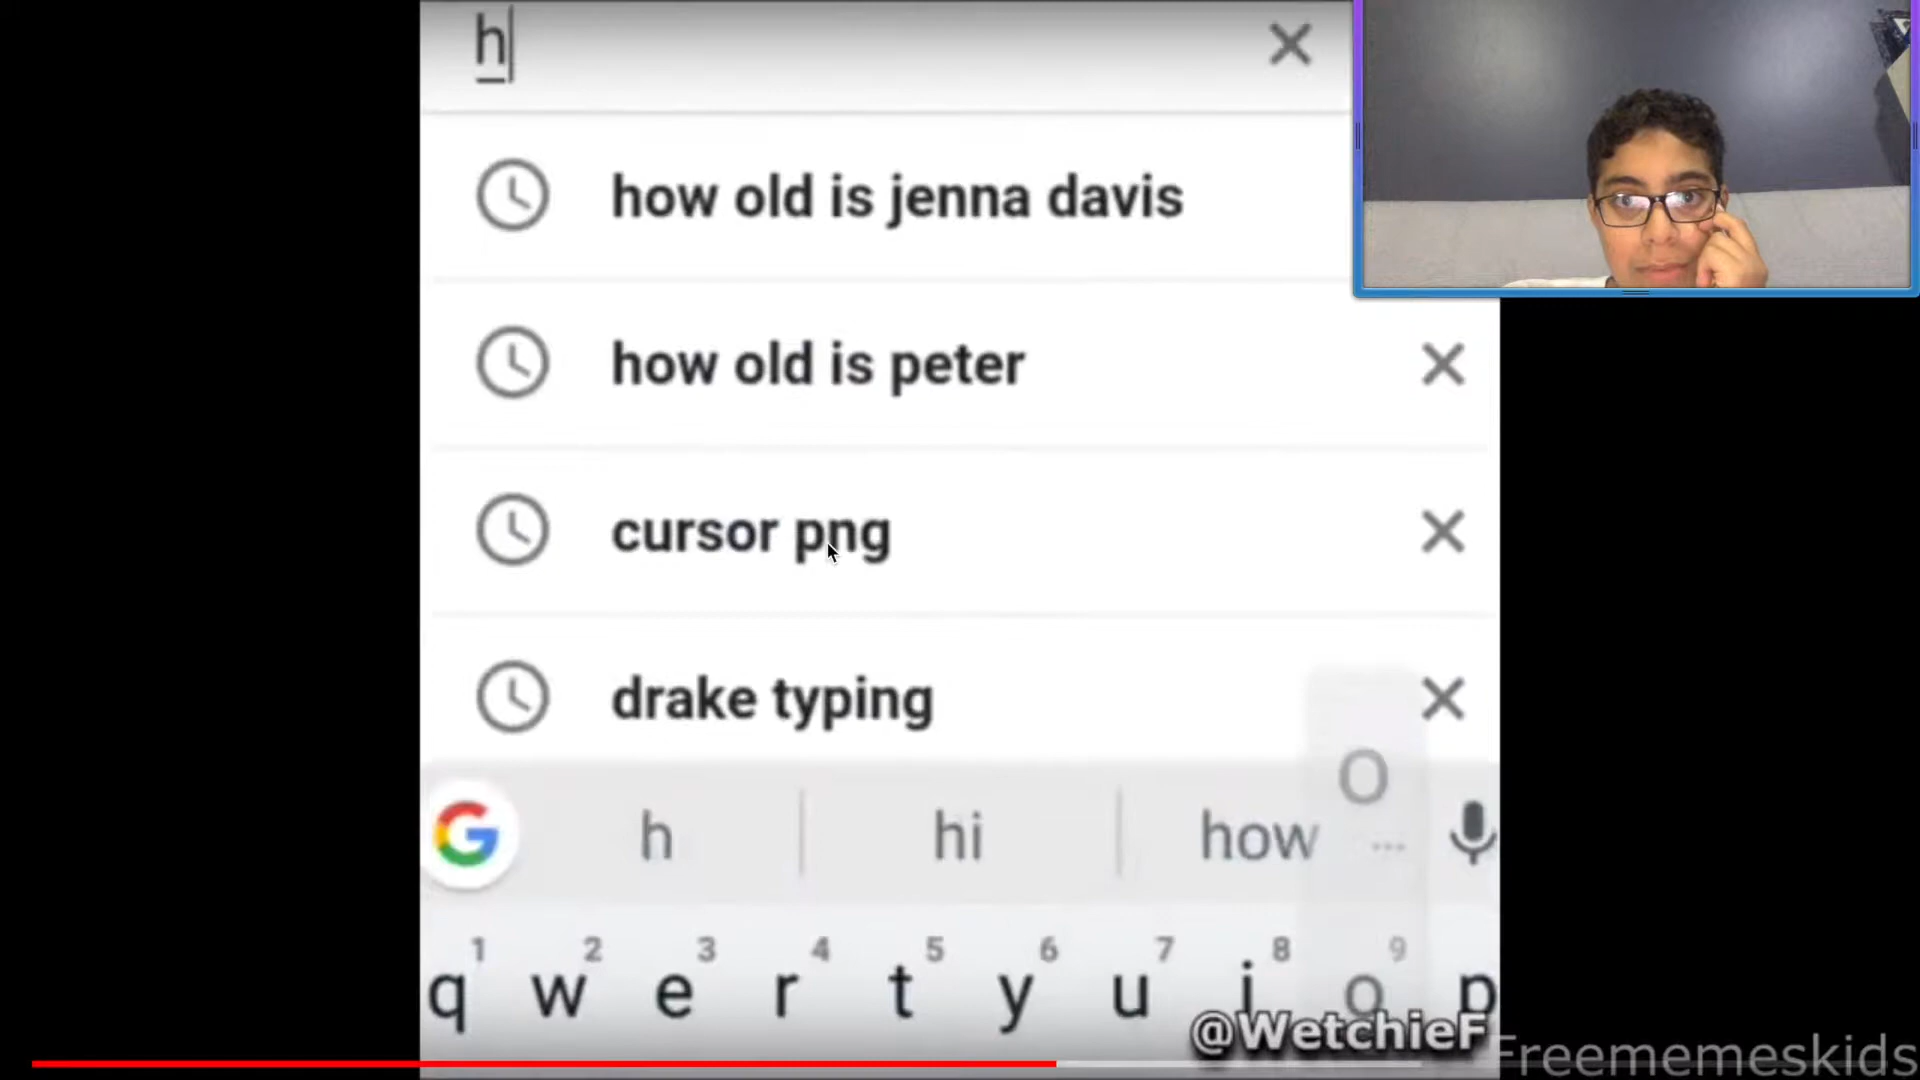 h
how old is jenna davis
how old is peter
cursor png
drake typing
O
G h hi how ...
1 2 3 4 5 6 7 8 9
q w e r t y u i o p
@WetchieF
Freememeskids